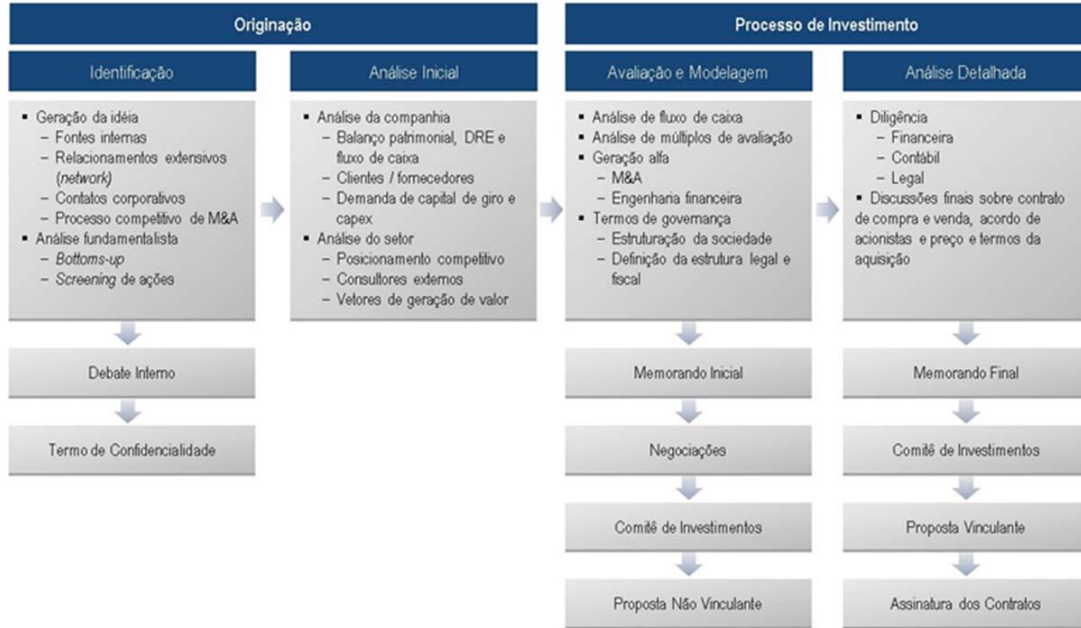 Originação
Processo de Investimento
Identificação
Análise Inicial
Avaliação e Modelagem
Análise Detalhada
▪ Geração da idéia
– Fontes internas
– Relacionamentos extensivos
(network)
– Contatos corporativos
– Processo competitivo de M&A
▪ Análise fundamentalista
– Bottoms-up
– Screening de ações
▪ Análise da companhia
– Balanço patrimonial, DRE e
fluxo de caixa
– Clientes / fornecedores
– Demanda de capital de giro e
capex
▪ Análise do setor
– Posicionamento competitivo
– Consultores externos
– Vetores de geração de valor
▪ Análise de fluxo de caixa
▪ Análise de múltiplos de avaliação
▪ Geração alfa
– M&A
– Engenharia financeira
▪ Termos de governança
– Estruturação da sociedade
– Definição da estrutura legal e
fiscal
▪ Diligência
– Financeira
– Contábil
– Legal
▪ Discussões finais sobre contrato
de compra e venda, acordo de
acionistas e preço e termos da
aquisição
Debate Interno
Termo de Confidencialidade
Memorando Inicial
Negociações
Comitê de Investimentos
Proposta Não Vinculante
Memorando Final
Comitê de Investimentos
Proposta Vinculante
Assinatura dos Contratos